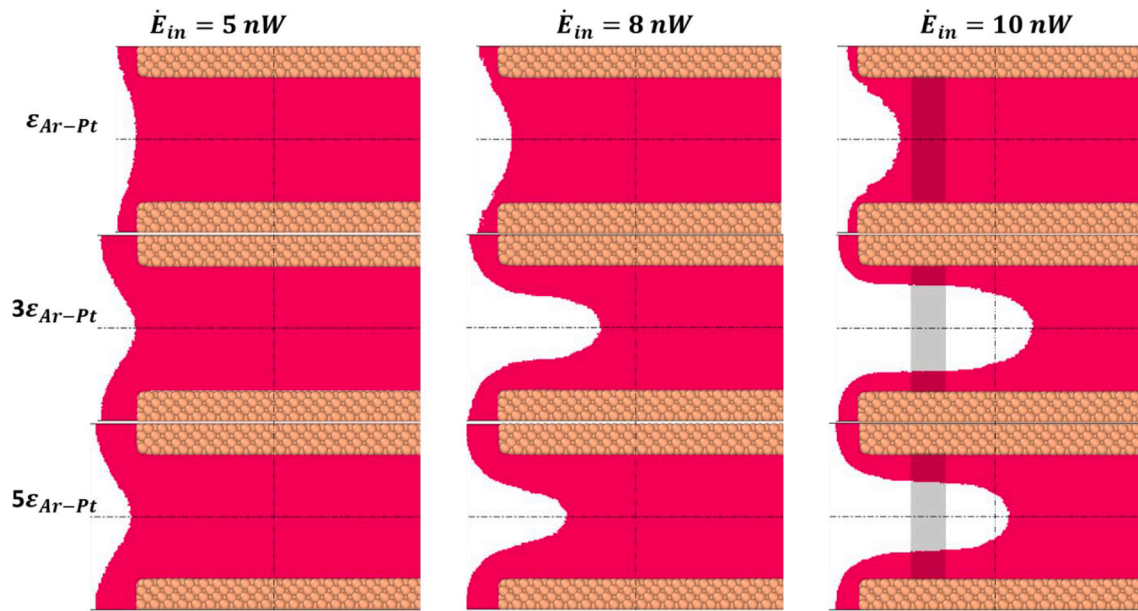 Ė_in = 5 nW
Ė_in = 8 nW
Ė_in = 10 nW
ε_Ar−Pt
3ε_Ar−Pt
5ε_Ar−Pt